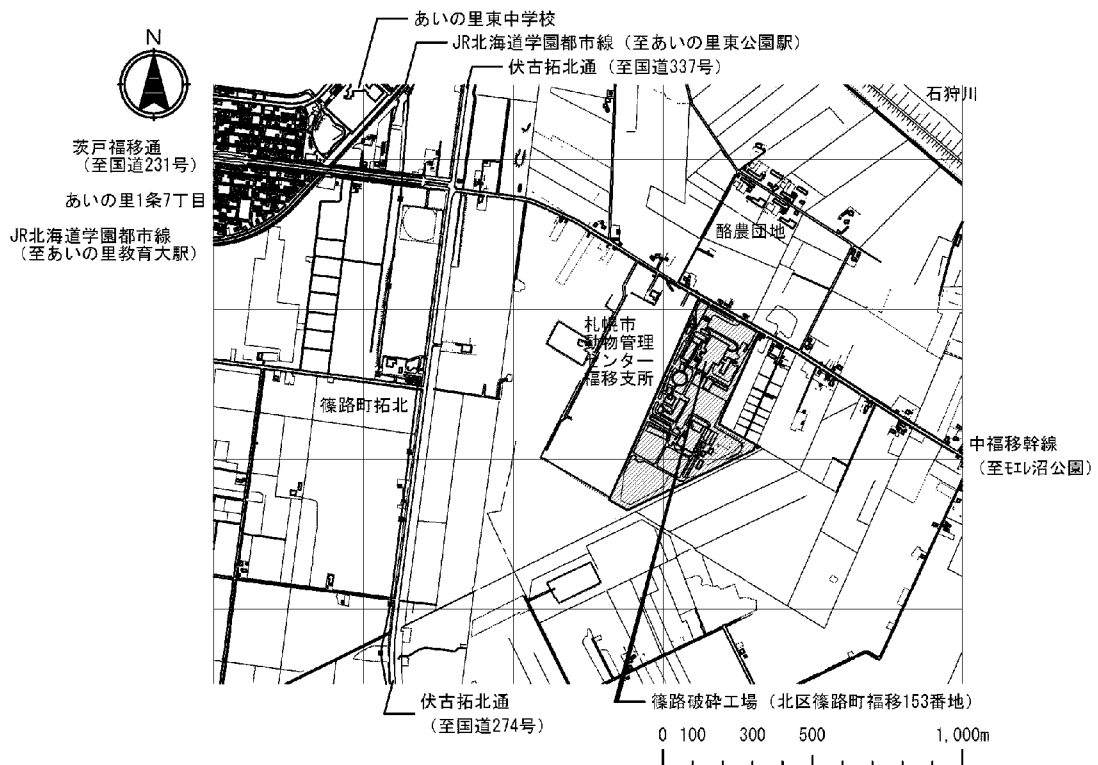 あいの里東中学校
N
JR北海道学園都市線（至あいの里東公園駅）
伏古拓北通（至国道337号）
石狩川
茨戸福移通
（至国道231号）
あいの里1条7丁目
JR北海道学園都市線
（至あいの里教育大駅）
酪農団地
札幌市
動物管理
センター
福移支所
篠路町拓北
中福移幹線
（至モエレ沼公園）
伏古拓北通
（至国道274号）
篠路破砕工場（北区篠路町福移153番地）
0 100 300 500 1,000m